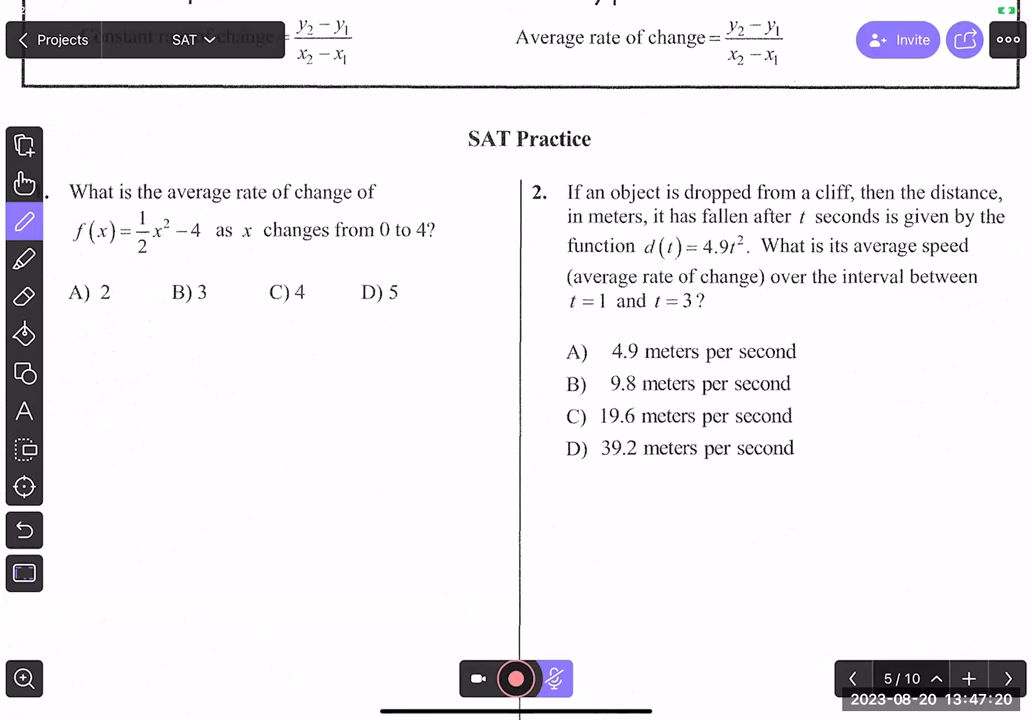 Projects
SAT
Constant rate of change = y₂ − y₁ / x₂ − x₁
Average rate of change = y₂ − y₁ / x₂ − x₁
Invite
SAT Practice
What is the average rate of change of
f(x) = 1/2 x² − 4 as x changes from 0 to 4?
A) 2 B) 3 C) 4 D) 5
2. If an object is dropped from a cliff, then the distance,
in meters, it has fallen after t seconds is given by the
function d(t) = 4.9t². What is its average speed
(average rate of change) over the interval between
t = 1 and t = 3?
A) 4.9 meters per second
B) 9.8 meters per second
C) 19.6 meters per second
D) 39.2 meters per second
A
5 / 10
2023-08-20 13:47:20